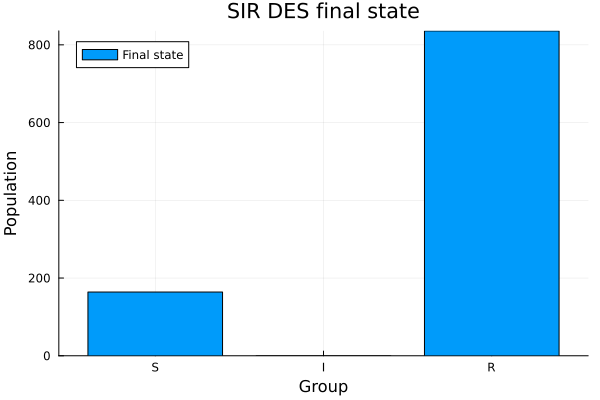 SIR DES final state
Final state
Population
800
600
400
200
0
S I R
Group